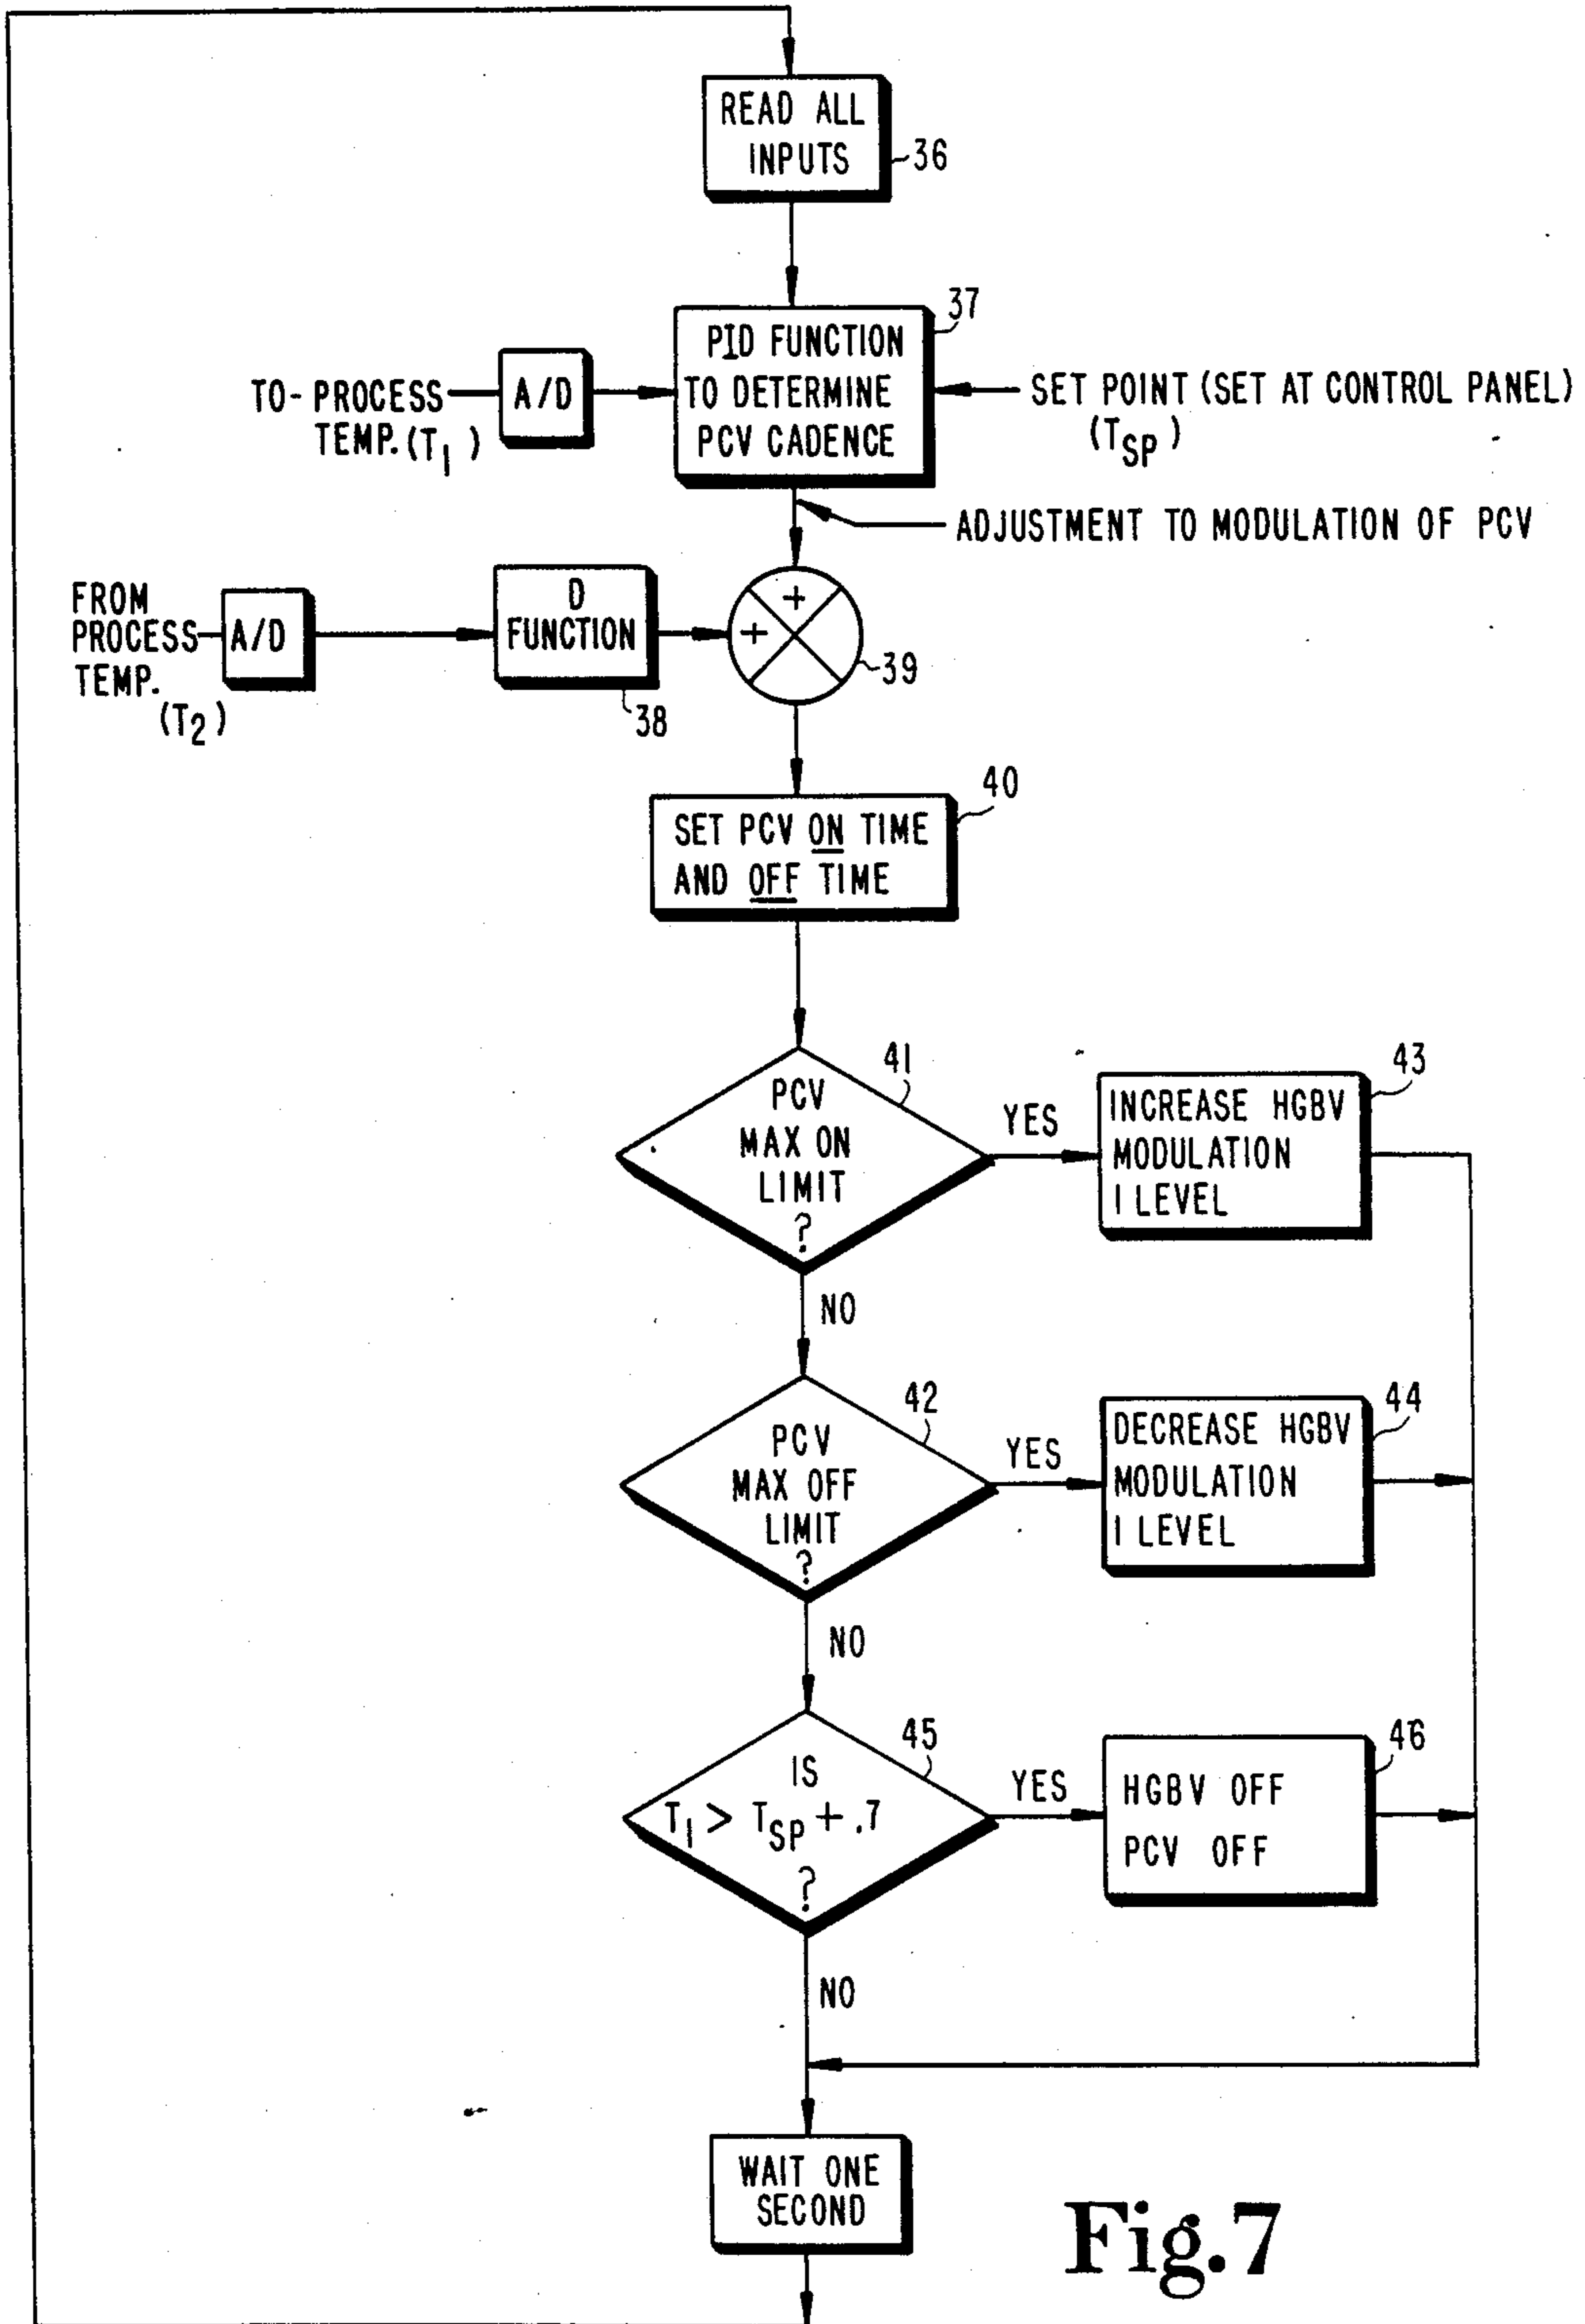 READ ALL
INPUTS
36
37
PID FUNCTION
TO DETERMINE
PCV CADENCE
TO-PROCESS
TEMP. (T1)
A/D
SET POINT (SET AT CONTROL PANEL)
(TSP)
ADJUSTMENT TO MODULATION OF PCV
FROM
PROCESS
TEMP.
(T2)
A/D
D
FUNCTION
38
+
+
39
40
SET PCV ON TIME
AND OFF TIME
41
PCV
MAX ON
LIMIT
?
YES
43
INCREASE HGBV
MODULATION
1 LEVEL
NO
42
PCV
MAX OFF
LIMIT
?
YES
44
DECREASE HGBV
MODULATION
1 LEVEL
NO
45
IS
T1 > TSP + .7
?
YES
46
HGBV OFF
PCV OFF
NO
WAIT ONE
SECOND
Fig.7